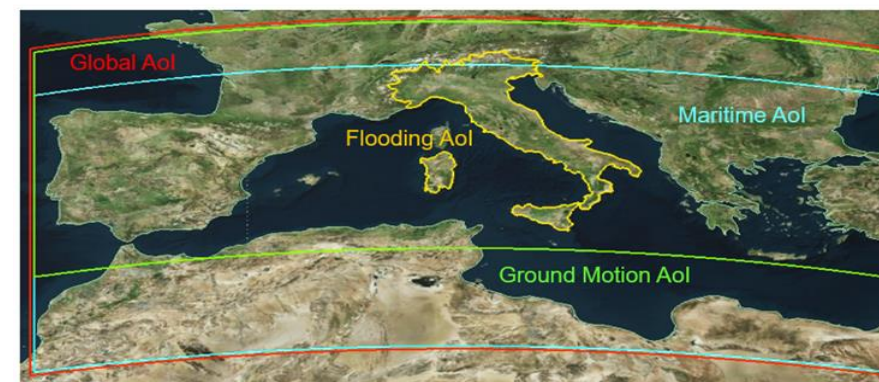 Global AoI
Maritime AoI
Flooding AoI
Ground Motion AoI